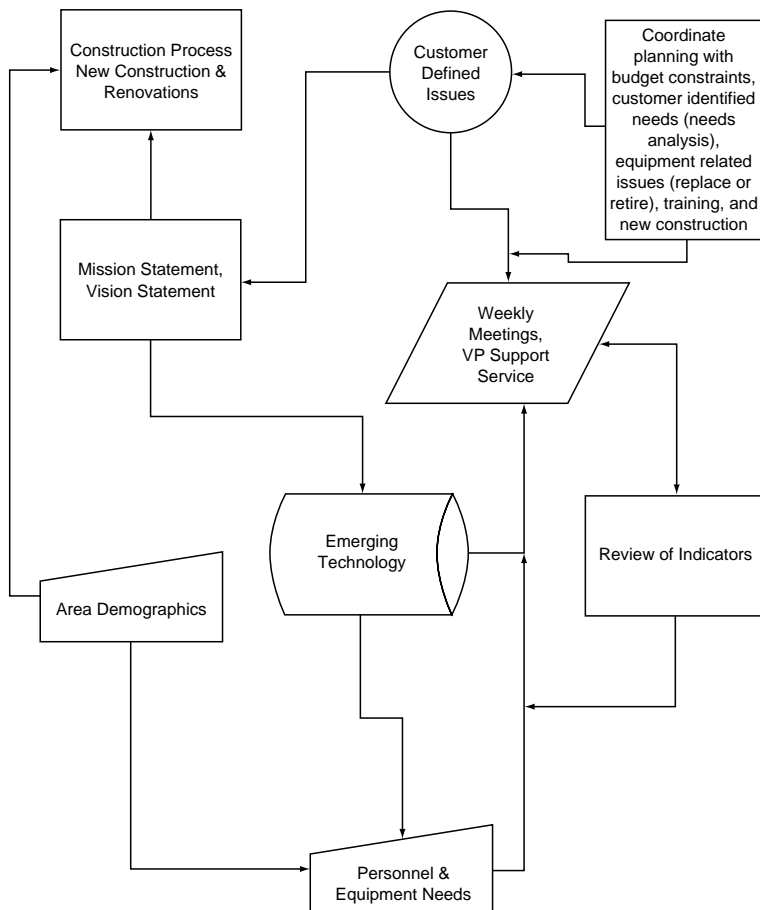 Construction Process
New Construction &
Renovations
Customer
Defined
Issues
Coordinate
planning with
budget constraints,
customer identified
needs (needs
analysis),
equipment related
issues (replace or
retire), training, and
new construction
Mission Statement,
Vision Statement
Weekly
Meetings,
VP Support
Service
Emerging
Technology
Review of Indicators
Area Demographics
Personnel &
Equipment Needs